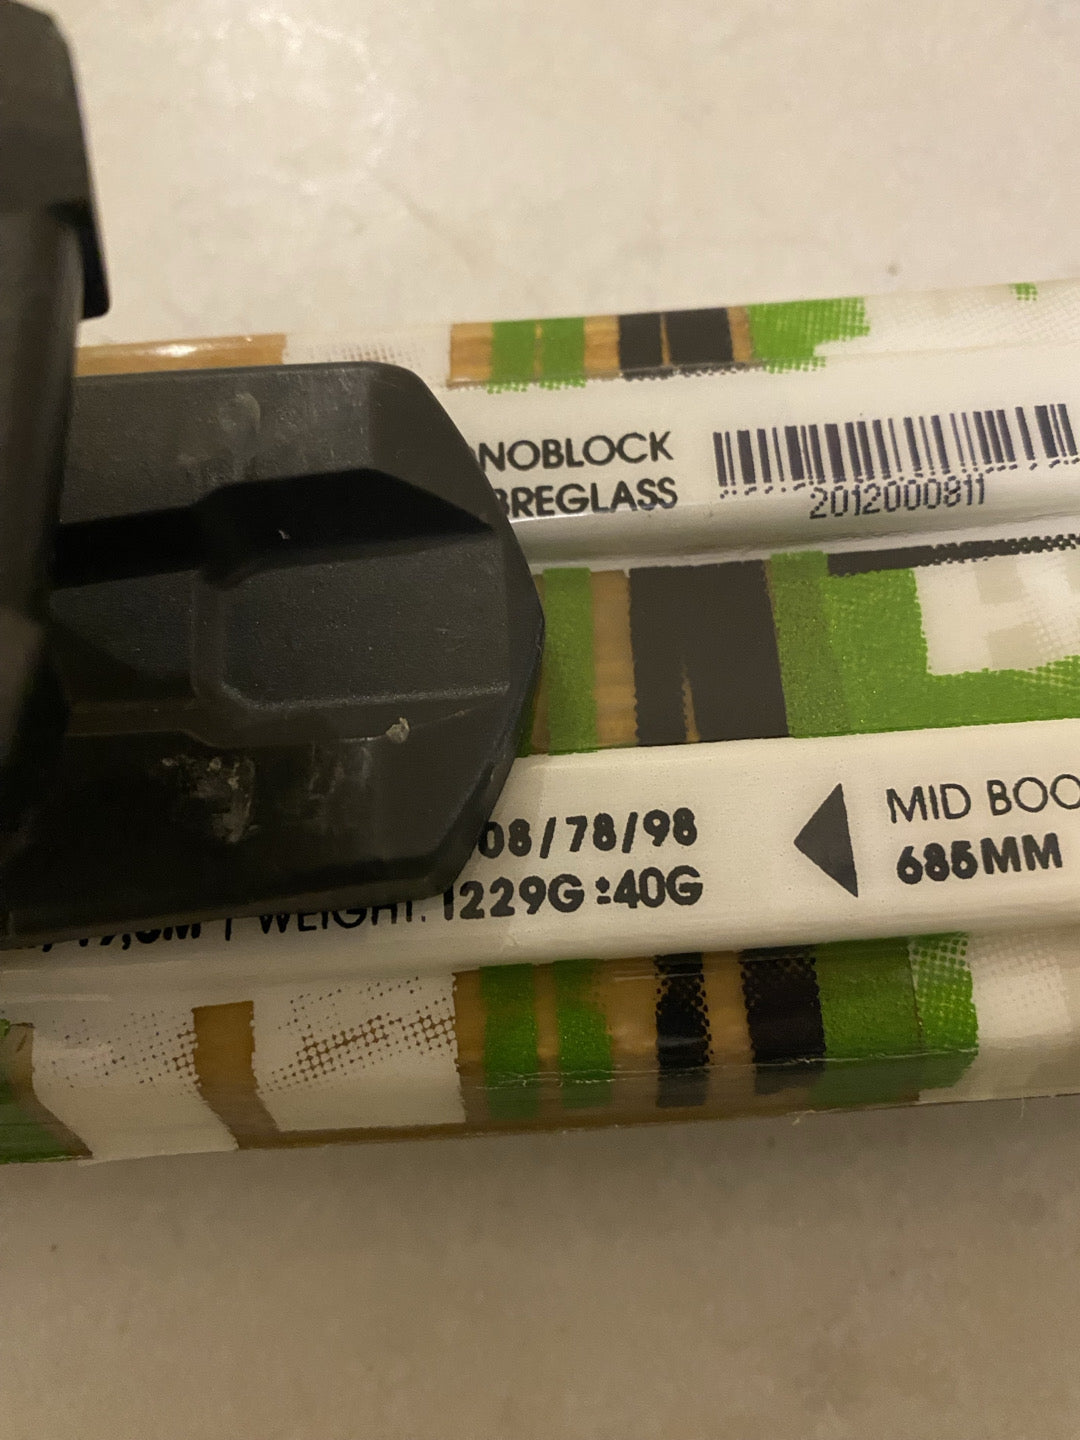 NOBLOCK
BREGLASS
2012000811
08/78/98
WEIGHT: 1229G ±40G
MID BOO
685MM